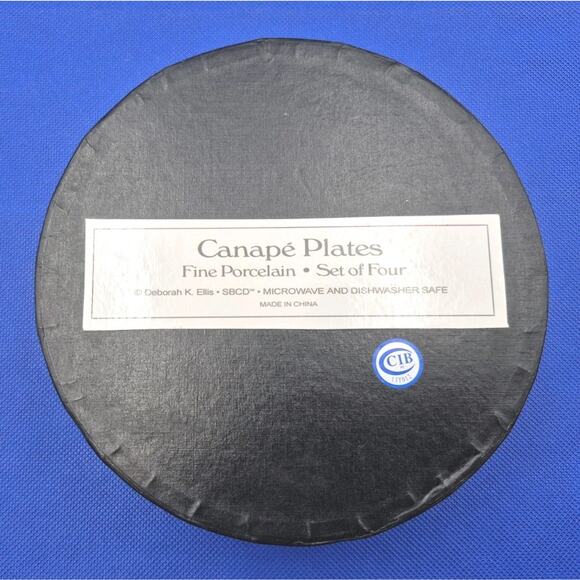 Canapé Plates
Fine Porcelain • Set of Four
© Deborah K. Ellis • SBCD™ • MICROWAVE AND DISHWASHER SAFE
MADE IN CHINA
CIB